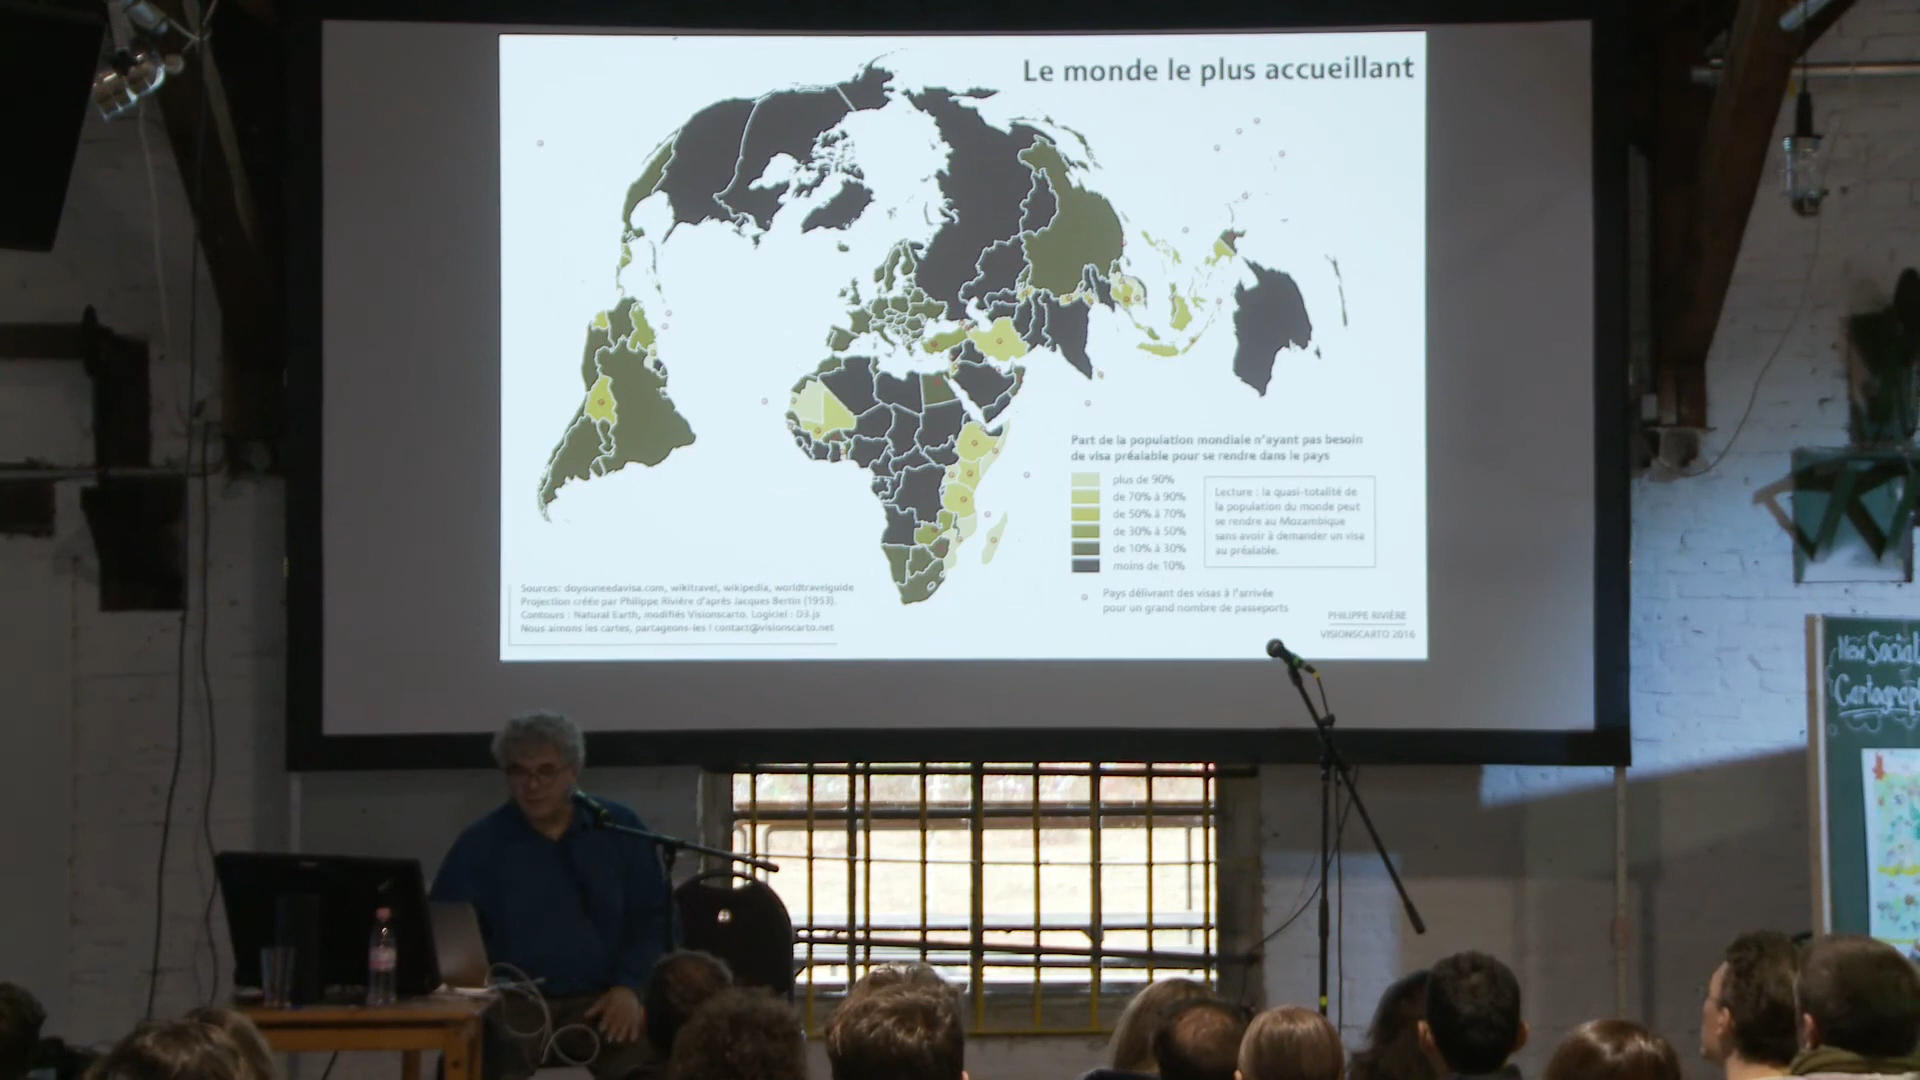 Le monde le plus accueillant
Part de la population mondiale n'ayant pas besoin
de visa préalable pour se rendre dans le pays
plus de 90%
de 70% à 90%
de 50% à 70%
de 30% à 50%
de 10% à 30%
moins de 10%
Lecture : la quasi-totalité de
la population du monde peut
se rendre au Mozambique
sans avoir à demander un visa
au préalable.
Pays délivrant des visas à l'arrivée
pour un grand nombre de passeports
Sources: doyouneedavisa.com, wikitravel, wikipedia, worldtravelguide
Projection créée par Philippe Rivière d'après Jacques Bertin (1953).
Contours : Natural Earth, modifiés Visionscarto. Logiciel : D3.js
Nous aimons les cartes, partageons-les ! contact@visionscarto.net
PHILIPPE RIVIÈRE
VISIONSCARTO 2016
New Social
Cartograp